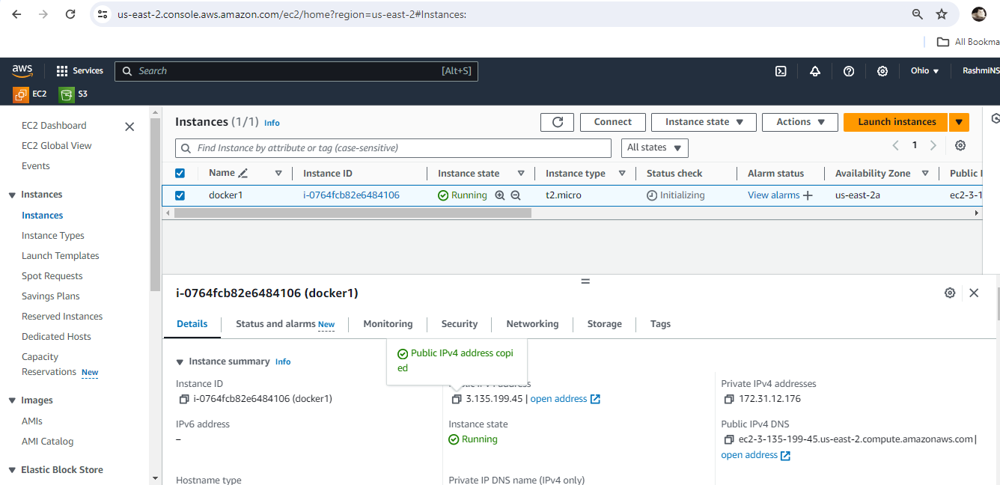 us-east-2.console.aws.amazon.com/ec2/home?region=us-east-2#Instances:
All Bookma
aws
Services
Search
[Alt+S]
Ohio
RashmiNS
EC2
S3
EC2 Dashboard
EC2 Global View
Events
Instances
Instances
Instance Types
Launch Templates
Spot Requests
Savings Plans
Reserved Instances
Dedicated Hosts
Capacity
Reservations New
Images
AMIs
AMI Catalog
Elastic Block Store
Instances (1/1) Info
Connect
Instance state
Actions
Launch instances
Find Instance by attribute or tag (case-sensitive)
All states
1
Name Instance ID Instance state Instance type Status check Alarm status Availability Zone Public I
docker1 i-0764fcb82e6484106 Running t2.micro Initializing View alarms us-east-2a ec2-3-1
i-0764fcb82e6484106 (docker1)
Details Status and alarms New Monitoring Security Networking Storage Tags
Public IPv4 address copi
ed
Instance summary Info
Instance ID
i-0764fcb82e6484106 (docker1)
Public IPv4 address
3.135.199.45 | open address
Private IPv4 addresses
172.31.12.176
IPv6 address
–
Instance state
Running
Public IPv4 DNS
ec2-3-135-199-45.us-east-2.compute.amazonaws.com |
open address
Hostname type
Private IP DNS name (IPv4 only)